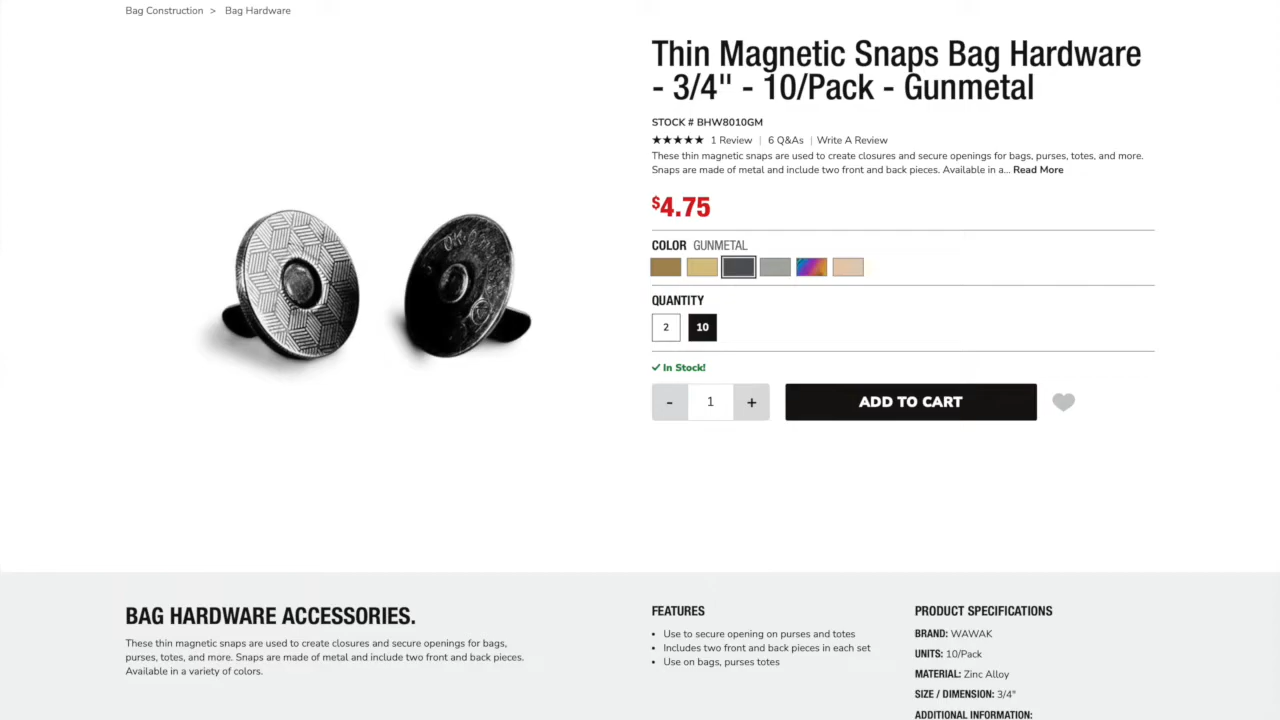 Bag Construction > Bag Hardware
Thin Magnetic Snaps Bag Hardware
- 3/4" - 10/Pack - Gunmetal
STOCK # BHW8010GM
★★★★★ 1 Review | 6 Q&As | Write A Review
These thin magnetic snaps are used to create closures and secure openings for bags, purses, totes, and more.
Snaps are made of metal and include two front and back pieces. Available in a... Read More
$4.75
COLOR GUNMETAL
QUANTITY
2 10
✓ In Stock!
- 1 + ADD TO CART
BAG HARDWARE ACCESSORIES.
These thin magnetic snaps are used to create closures and secure openings for bags,
purses, totes, and more. Snaps are made of metal and include two front and back pieces.
Available in a variety of colors.
FEATURES
• Use to secure opening on purses and totes
• Includes two front and back pieces in each set
• Use on bags, purses totes
PRODUCT SPECIFICATIONS
BRAND: WAWAK
UNITS: 10/Pack
MATERIAL: Zinc Alloy
SIZE / DIMENSION: 3/4"
ADDITIONAL INFORMATION: